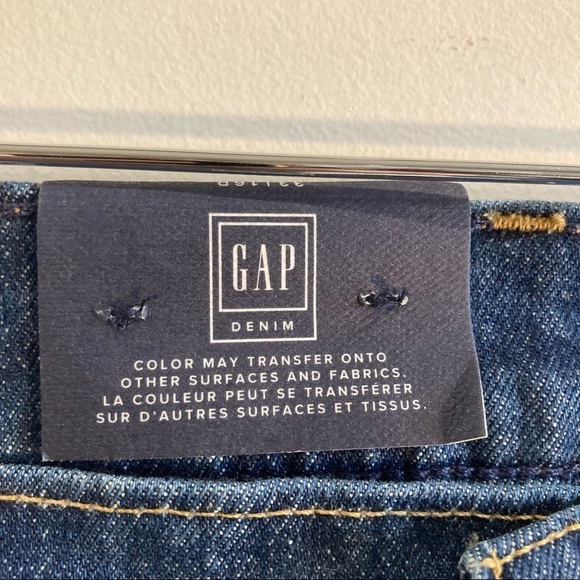 GAP
DENIM
COLOR MAY TRANSFER ONTO
OTHER SURFACES AND FABRICS.
LA COULEUR PEUT SE TRANSFÉRER
SUR D'AUTRES SURFACES ET TISSUS.